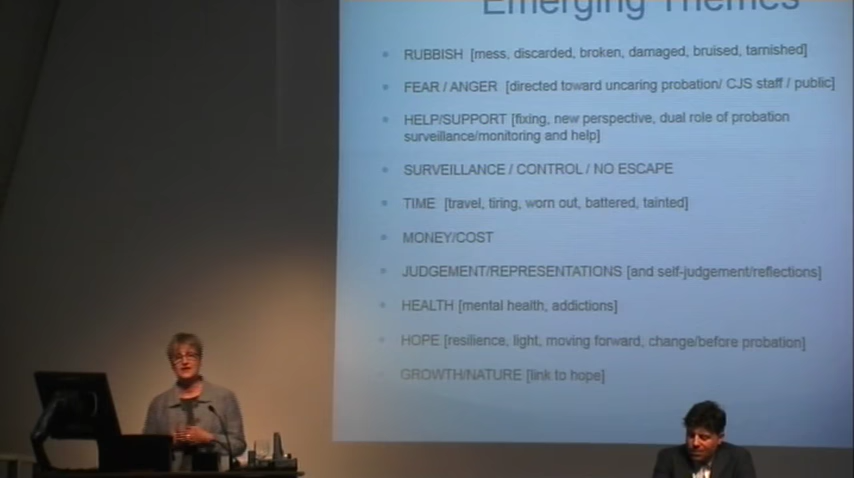 Emerging Themes
RUBBISH [mess, discarded, broken, damaged, bruised, tarnished]
FEAR / ANGER [directed toward uncaring probation/ CJS staff / public]
HELP/SUPPORT [fixing, new perspective, dual role of probation
surveillance/monitoring and help]
SURVEILLANCE / CONTROL / NO ESCAPE
TIME [travel, tiring, worn out, battered, tainted]
MONEY/COST
JUDGEMENT/REPRESENTATIONS [and self-judgement/reflections]
HEALTH [mental health, addictions]
HOPE [resilience, light, moving forward, change/before probation]
GROWTH/NATURE [link to hope]